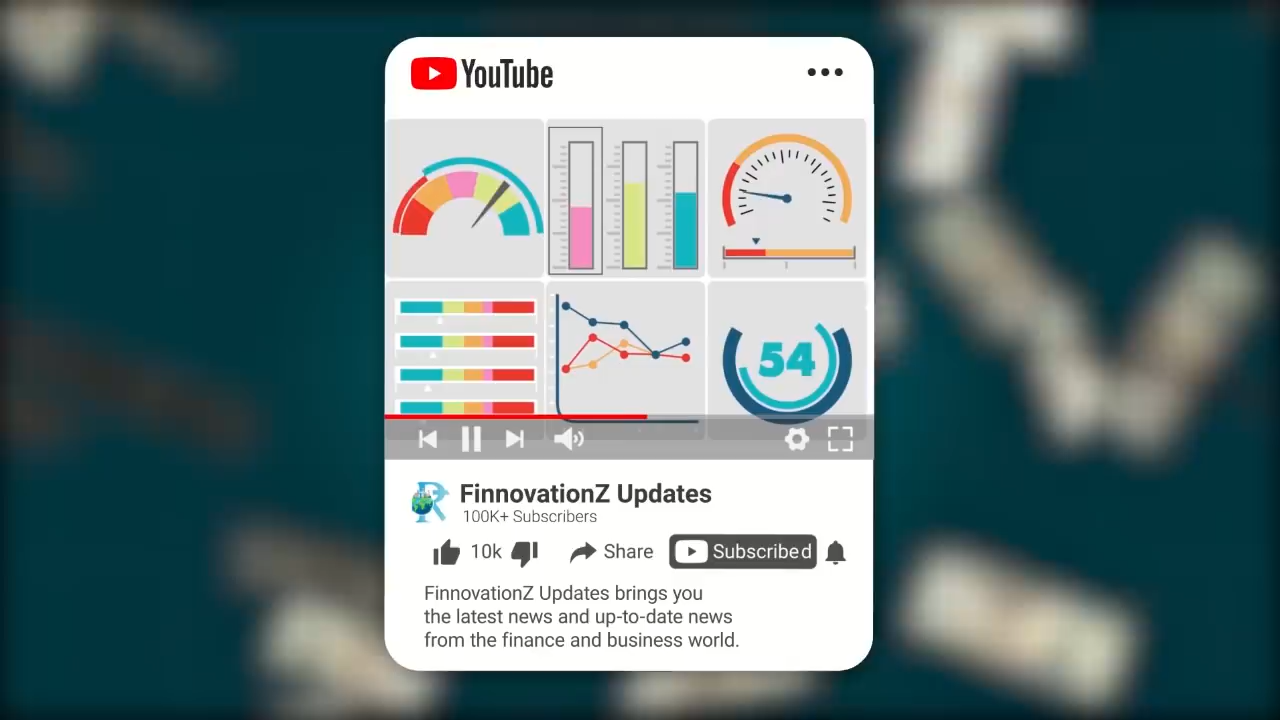 YouTube
54
FinnovationZ Updates
100K+ Subscribers
10k Share Subscribed
FinnovationZ Updates brings you
the latest news and up-to-date news
from the finance and business world.